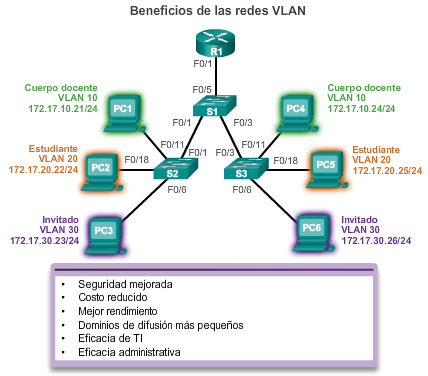 Beneficios de las redes VLAN
R1
F0/1
Cuerpo docente
VLAN 10
172.17.10.21/24
PC1
F0/5
S1
Cuerpo docente
VLAN 10
172.17.10.24/24
PC4
F0/1
F0/3
Estudiante
VLAN 20
172.17.20.22/24
PC2
F0/11
F0/18
F0/1
S2
F0/6
F0/3
F0/11
F0/18
S3
F0/6
PC5
Estudiante
VLAN 20
172.17.20.25/24
Invitado
VLAN 30
172.17.30.23/24
PC3
PC6
Invitado
VLAN 30
172.17.30.26/24
• Seguridad mejorada
• Costo reducido
• Mejor rendimiento
• Dominios de difusión más pequeños
• Eficacia de TI
• Eficacia administrativa